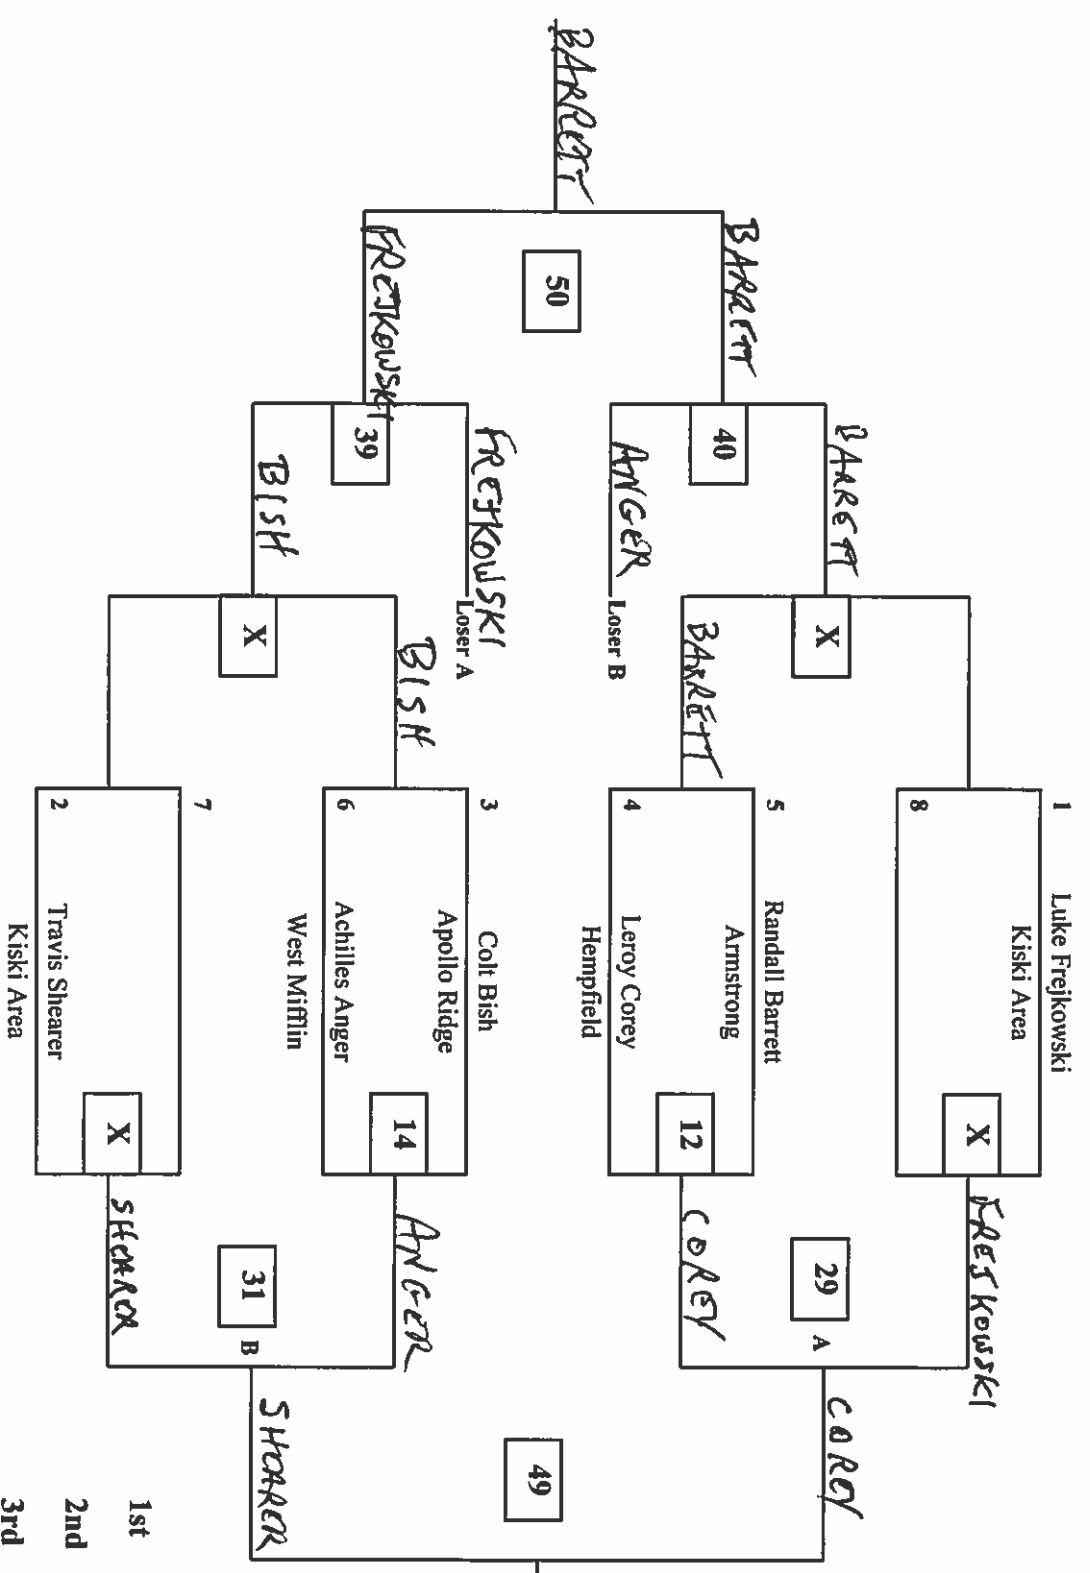 1 Luke Frejkowski
Kiski Area
8
X
FREJKOWSKI
29 A
COREY
5 Randall Barrett
Armstrong
4 Leroy Corey
Hempfield
12
COREY
BARRETT
X
BARRETT
40
BARRETT
ANGER
Loser B
49
50
BARRETT
FREJKOWSKI
Loser A
3 Colt Bish
Apollo Ridge
6 Achilles Anger
West Mifflin
14
ANGER
BISH
39
FREJKOWSKI
BISH
X
31 B
SHEARER
7
2 Travis Shearer
Kiski Area
X
SHEARER
1st
2nd
3rd